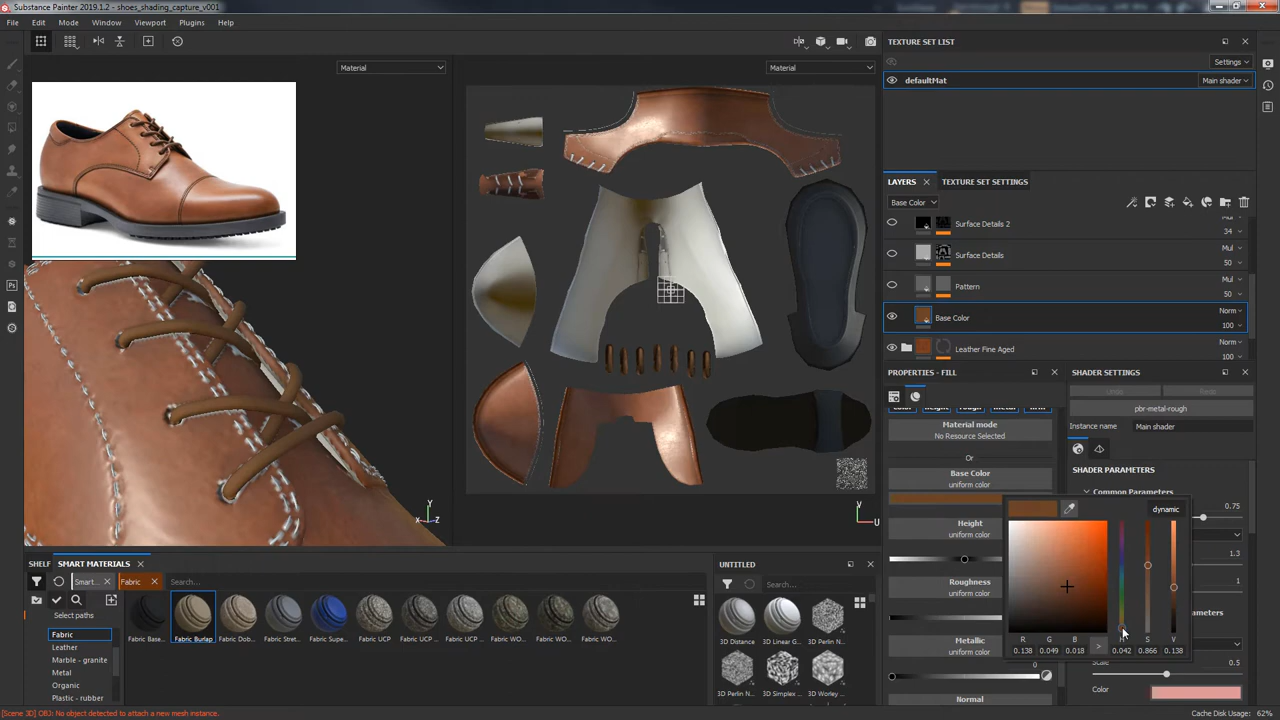 Substance Painter 2019.1.2 - shoes_shading_capture_v001
File Edit Mode Window Viewport Plugins Help
Material
Material
TEXTURE SET LIST
Settings
defaultMat
Main shader
LAYERS
TEXTURE SET SETTINGS
Base Color
Surface Details 2
Mul
34
Surface Details
Mul
50
Pattern
Mul
50
Base Color
Norm
100
Leather Fine Aged
Norm
100
PROPERTIES - FILL
SHADER SETTINGS
Undo
Redo
pbr-metal-rough
Instance name
Main shader
Material mode
No Resource Selected
Or
Base Color
uniform color
Height
uniform color
Roughness
uniform color
Metallic
uniform color
0
Normal
SHADER PARAMETERS
Common Parameters
0.75
1.3
1
dynamic
R G B > H S V
0.138 0.049 0.018 0.042 0.866 0.138
Scale
0.5
Color
Y
X
Z
V
U
SHELF
SMART MATERIALS
Smart...
Fabric
Search...
Select paths
Fabric
Leather
Marble - granite
Metal
Organic
Plastic - rubber
Fabric Base...
Fabric Burlap
Fabric Dob...
Fabric Stret...
Fabric Supe...
Fabric UCP
Fabric UCP ...
Fabric WO...
Fabric WO...
Fabric WO...
UNTITLED
Search...
3D Distance
3D Linear G...
3D Perlin N...
3D Perlin N...
3D Simplex ...
3D Worley ...
[Scene 3D] OBJ: No object detected to attach a new mesh instance.
Cache Disk Usage: 62%